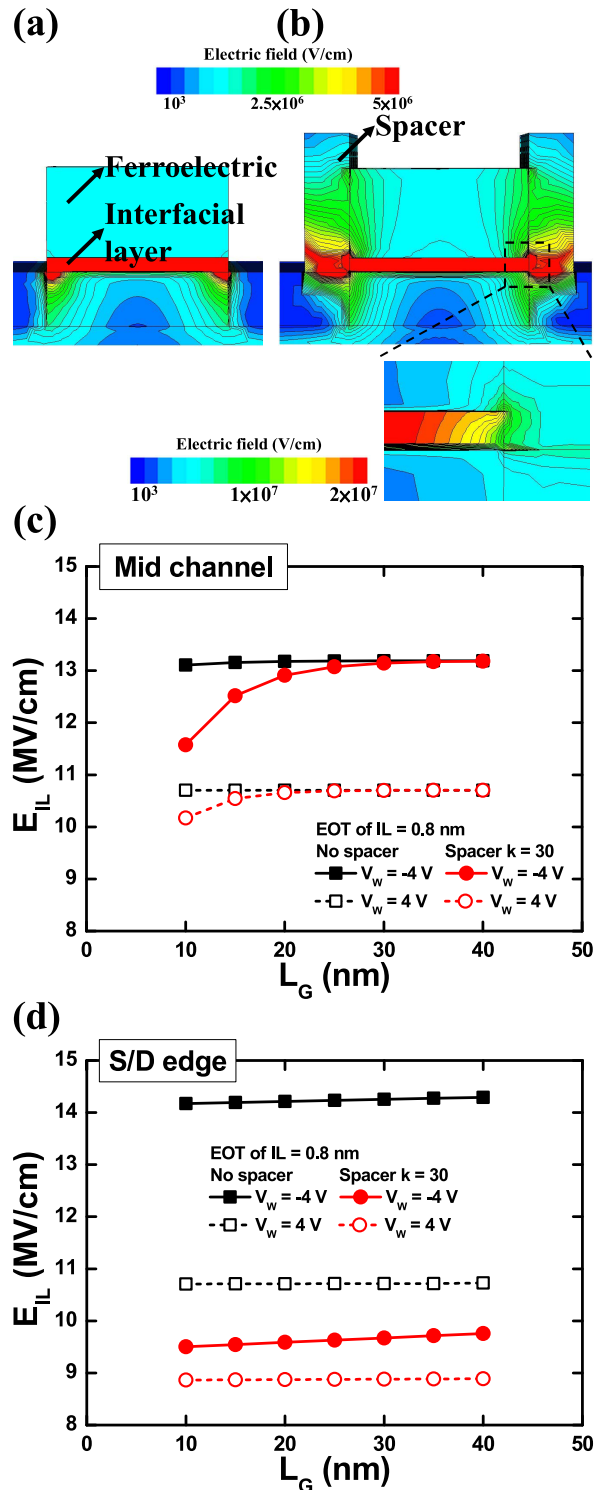 (a)
(b)
Electric field (V/cm)
10³ 2.5×10⁶ 5×10⁶
Spacer
Ferroelectric
Interfacial
layer
Electric field (V/cm)
10³ 1×10⁷ 2×10⁷
(c)
Mid channel
15
14
13
12
11
10
9
8
E_IL (MV/cm)
EOT of IL = 0.8 nm
No spacer Spacer k = 30
V_W = -4 V V_W = -4 V
V_W = 4 V V_W = 4 V
0 10 20 30 40 50
L_G (nm)
(d)
S/D edge
15
14
13
12
11
10
9
8
E_IL (MV/cm)
EOT of IL = 0.8 nm
No spacer Spacer k = 30
V_W = -4 V V_W = -4 V
V_W = 4 V V_W = 4 V
0 10 20 30 40 50
L_G (nm)